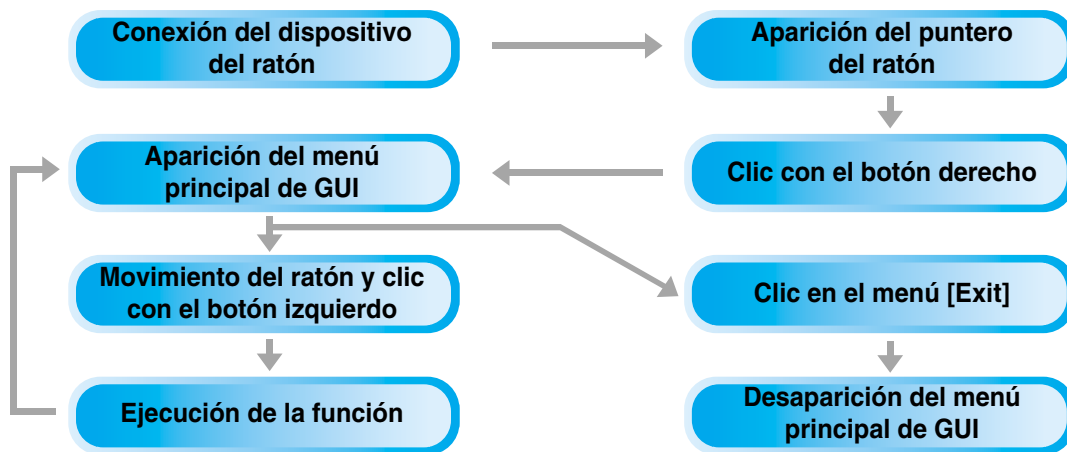 Conexión del dispositivo
del ratón
Aparición del puntero
del ratón
Clic con el botón derecho
Aparición del menú
principal de GUI
Movimiento del ratón y clic
con el botón izquierdo
Clic en el menú [Exit]
Ejecución de la función
Desaparición del menú
principal de GUI